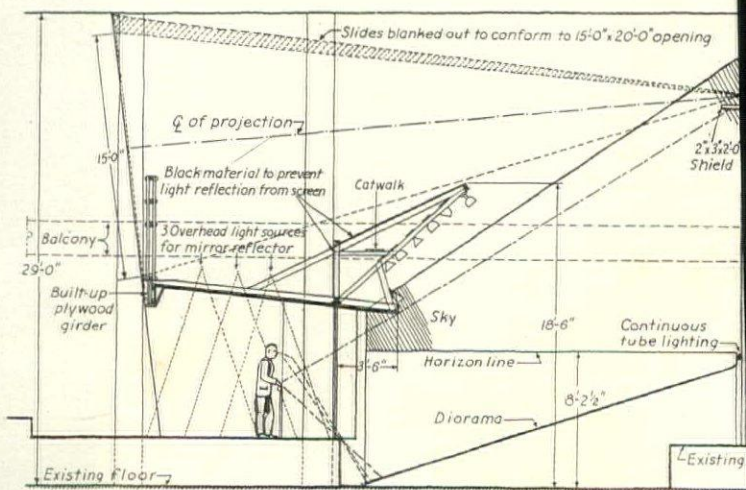 Slides blanked out to conform to 15'-0" x 20'-0" opening
℄ of projection
15'-0"
2"x3"x2'-0"
Shield
Black material to prevent
light reflection from screen
Catwalk
Balcony
3 Overhead light sources
for mirror reflector
29'-0"
Built-up
plywood
girder
Sky
18'-6"
Continuous
tube lighting
Horizon line
3'-6"
8'-2½"
Diorama
Existing
Existing floor